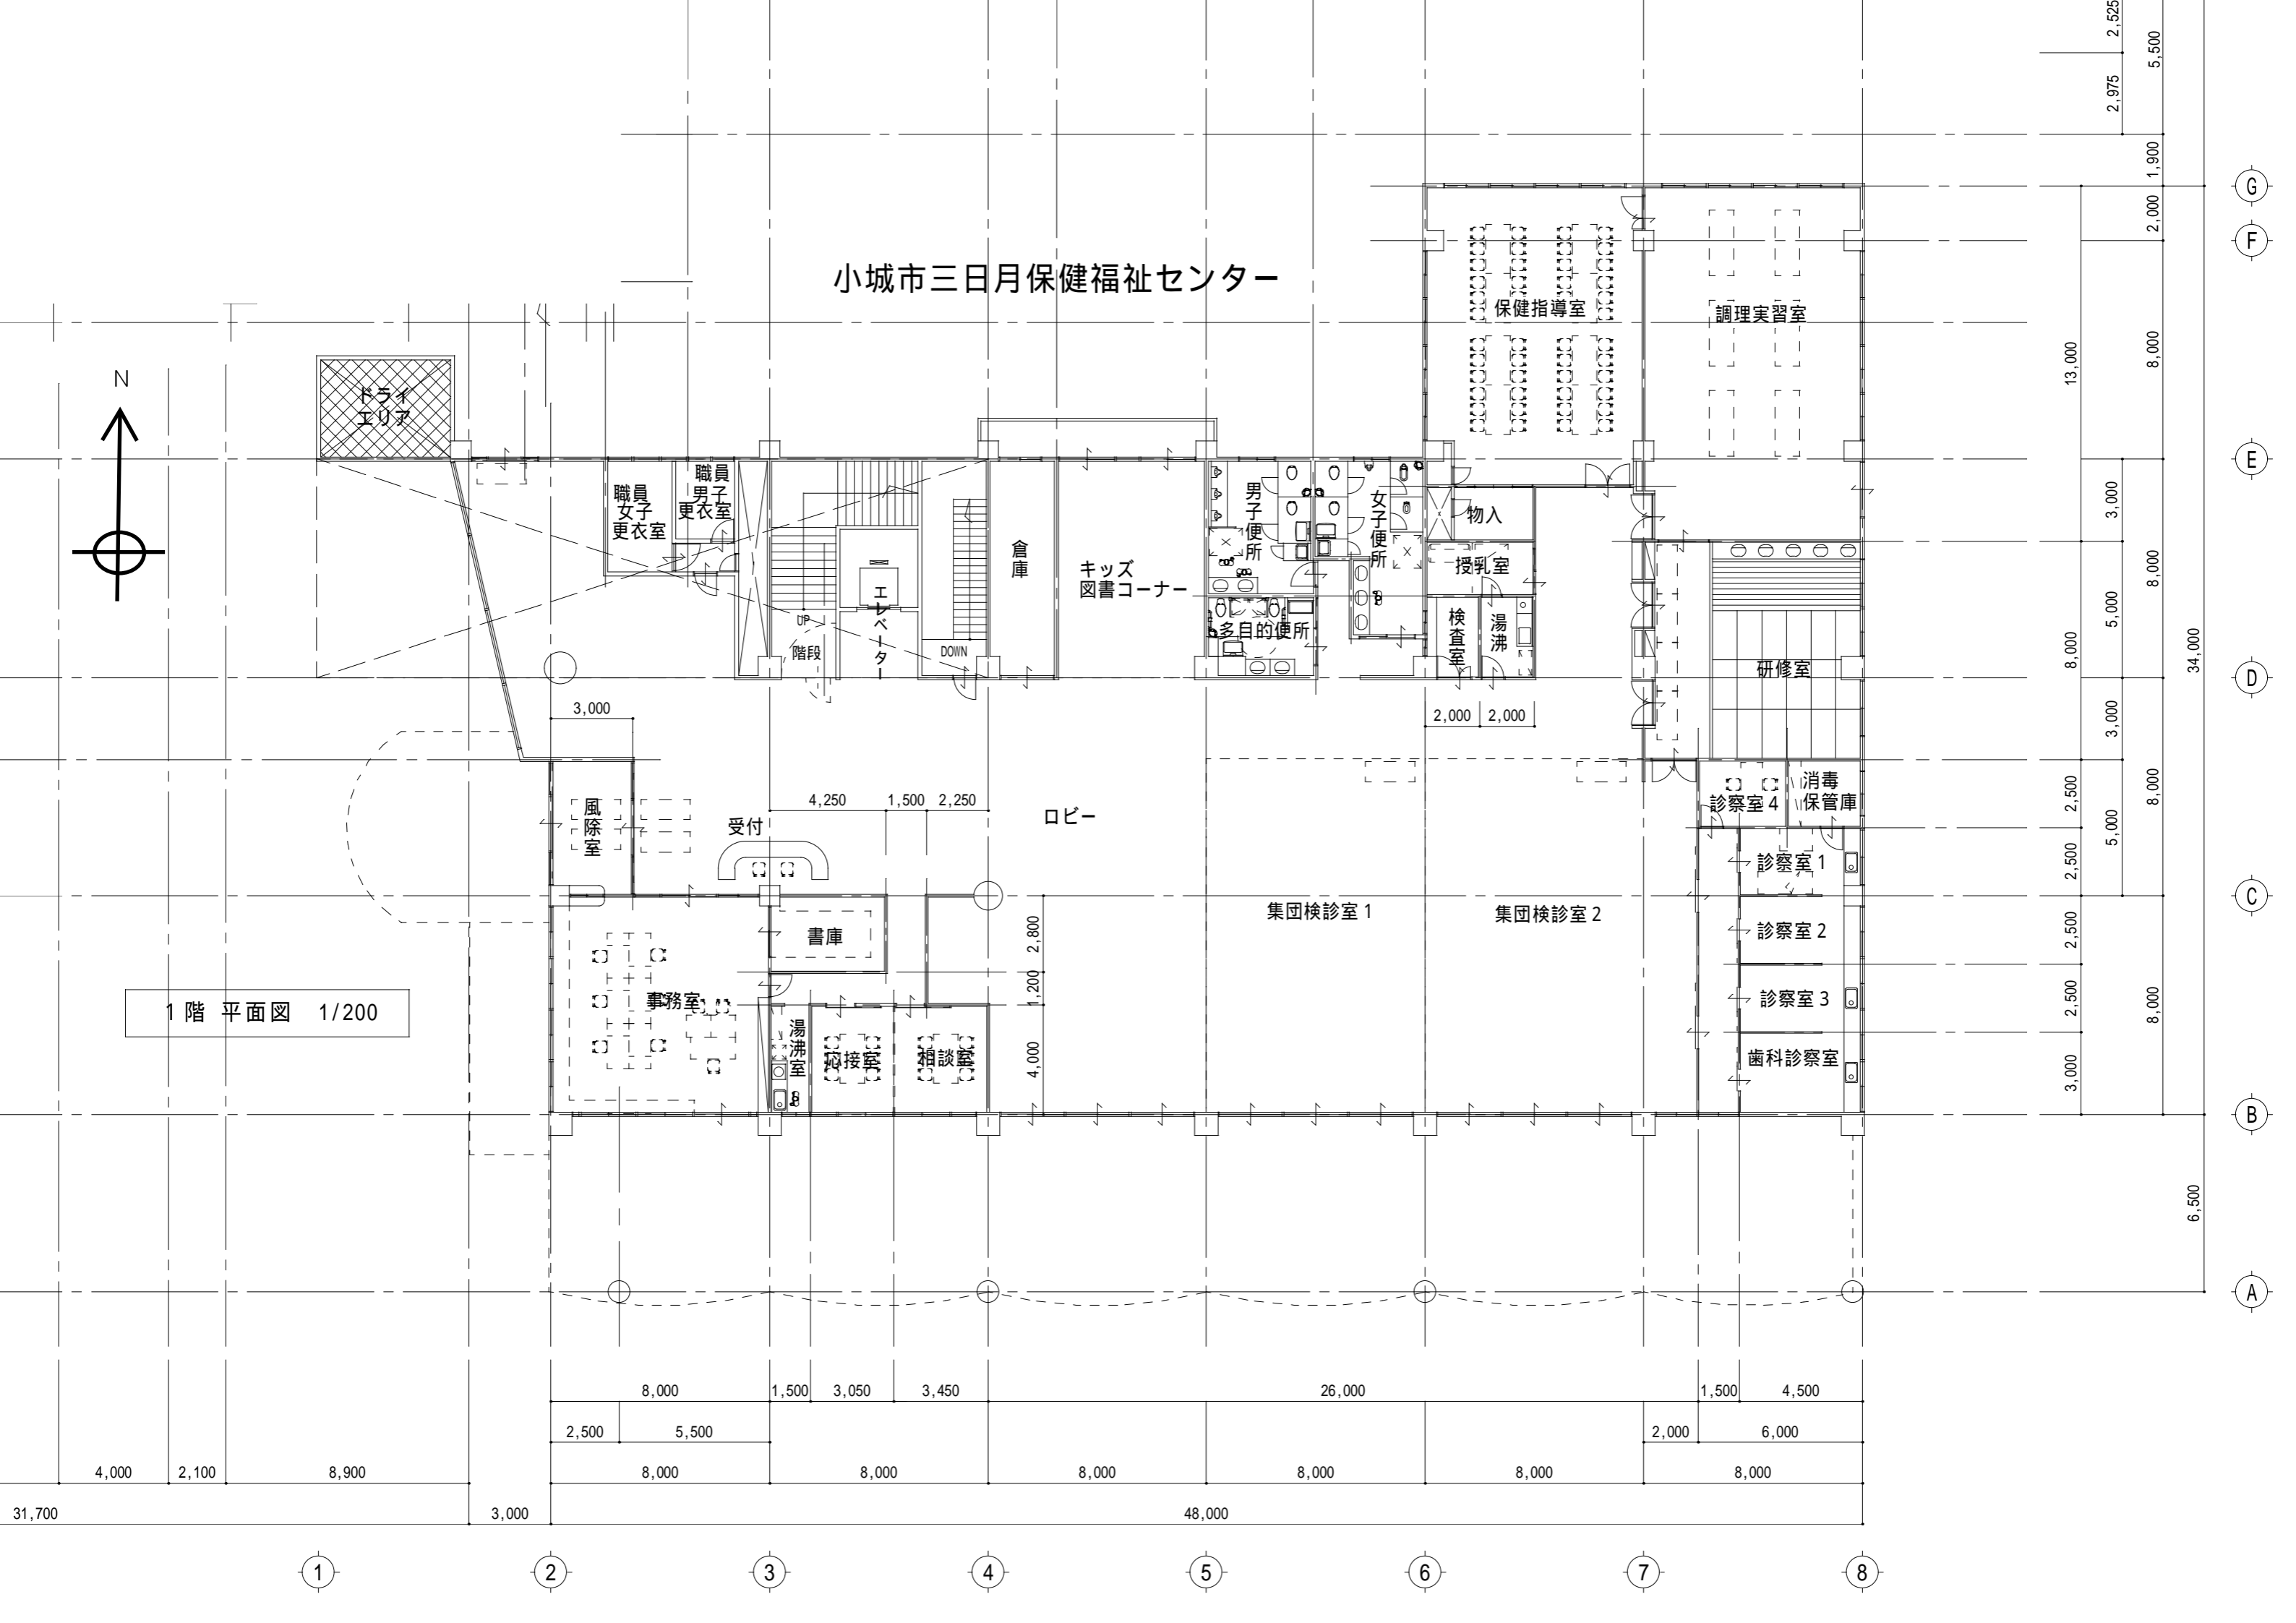 2,525
5,500
2,975
1,900
G
2,000
F
小城市三日月保健福祉センター
保健指導室
調理実習室
8,000
13,000
N
ドライ
エリア
E
職員
女子
更衣室
職員
男子
更衣室
倉庫
キッズ
図書コーナー
男子便所
女子便所
物入
授乳室
3,000
8,000
5,000
エレベーター
UP
階段
DOWN
多目的便所
検査室
湯沸
研修室
8,000
34,000
D
3,000
2,000
2,000
3,000
風除室
受付
4,250
1,500
2,250
ロビー
診察室4
消毒
保管庫
2,500
5,000
8,000
診察室1
2,500
C
書庫
2,800
集団検診室1
集団検診室2
診察室2
2,500
1階 平面図 1/200
事務室
1,200
診察室3
2,500
8,000
湯沸室
応接室
相談室
4,000
歯科診察室
3,000
B
6,500
A
8,000
1,500
3,050
3,450
26,000
1,500
4,500
2,500
5,500
2,000
6,000
4,000
2,100
8,900
8,000
8,000
8,000
8,000
8,000
8,000
31,700
3,000
48,000
1
2
3
4
5
6
7
8